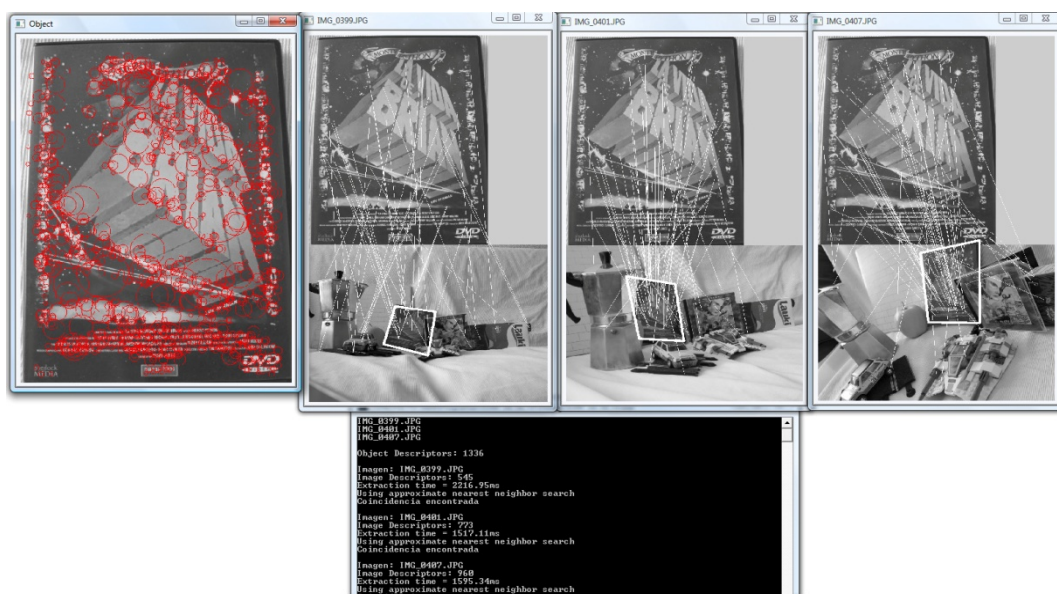 Object
IMG_0399.JPG
IMG_0401.JPG
IMG_0407.JPG
DVD
MEDIA
DVD
DVD
DVD
IMG_0399.JPG
IMG_0401.JPG
IMG_0407.JPG
Object Descriptors: 1336
Imagen: IMG_0399.JPG
Image Descriptors: 545
Extraction time = 2216.95ms
Using approximate nearest neighbor search
Coincidencia encontrada
Imagen: IMG_0401.JPG
Image Descriptors: 773
Extraction time = 1517.11ms
Using approximate nearest neighbor search
Coincidencia encontrada
Imagen: IMG_0407.JPG
Image Descriptors: 960
Extraction time = 1595.34ms
Using approximate nearest neighbor search